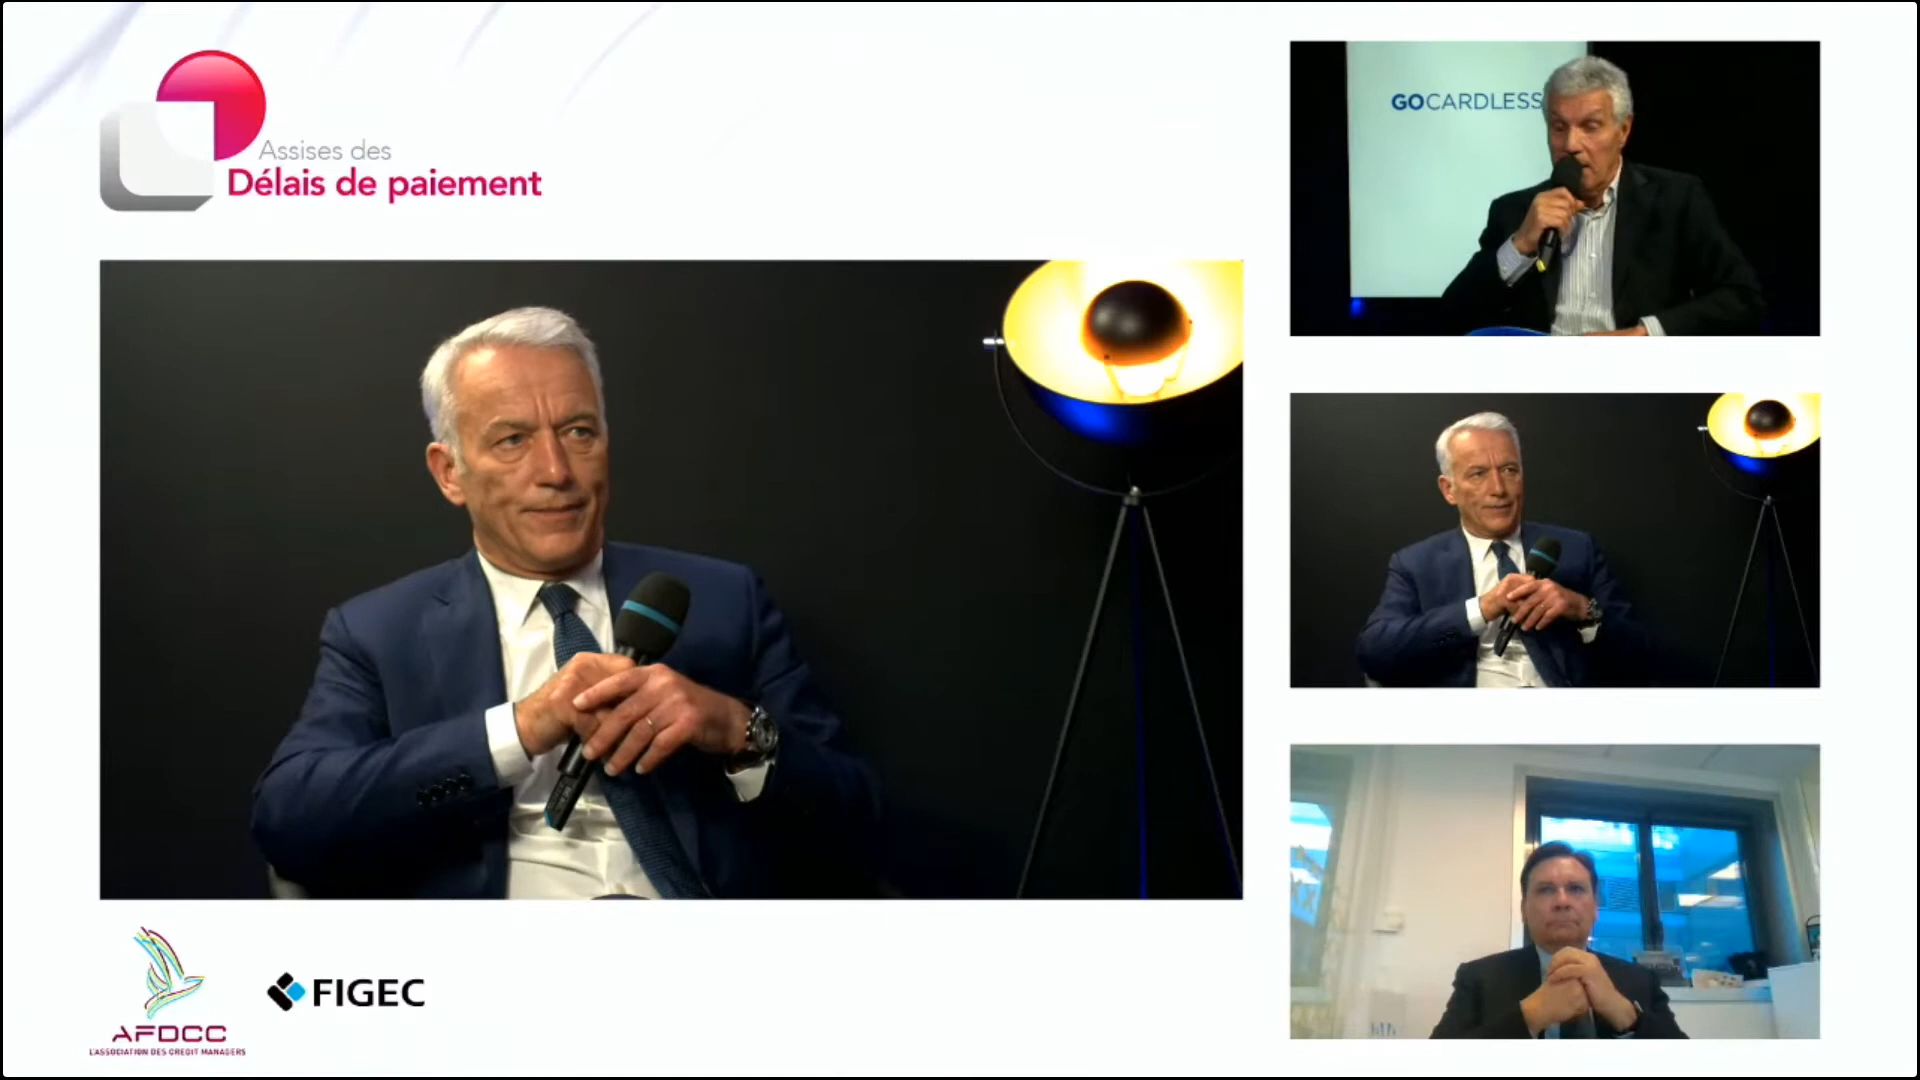 Assises des
Délais de paiement
GOCARDLESS
AFDCC
L'ASSOCIATION DES CREDIT MANAGERS
FIGEC